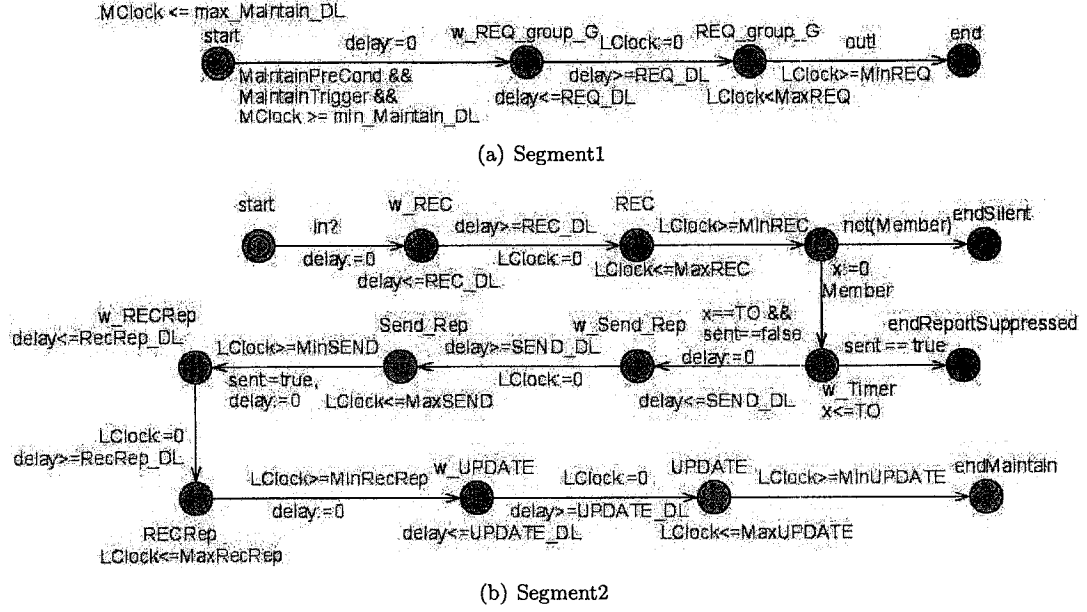 MClock <= max_Maintain_DL
start
delay:=0
w_REQ_group_G
LClock:=0
REQ_group_G
out!
end
MaintainPreCond &&
MaintainTrigger &&
MClock >= min_Maintain_DL
delay>=REQ_DL
delay<=REQ_DL
LClock>=MinREQ
LClock<MaxREQ
(a) Segment1
start
in?
delay:=0
w_REC
delay<=REC_DL
delay>=REC_DL
LClock:=0
REC
LClock<=MaxREC
LClock>=MinREC
not(Member)
endSilent
x:=0
Member
w_RECRep
delay<=RecRep_DL
LClock>=MinSEND
sent=true,
delay:=0
Send_Rep
LClock<=MaxSEND
delay>=SEND_DL
LClock:=0
w_Send_Rep
delay<=SEND_DL
x==TO &&
sent==false
delay:=0
w_Timer
x<=TO
endReportSuppressed
sent == true
LClock:=0
delay>=RecRep_DL
RECRep
LClock<=MaxRecRep
LClock>=MinRecRep
delay:=0
w_UPDATE
delay<=UPDATE_DL
LClock:=0
delay>=UPDATE_DL
UPDATE
LClock<=MaxUPDATE
LClock>=MinUPDATE
endMaintain
(b) Segment2